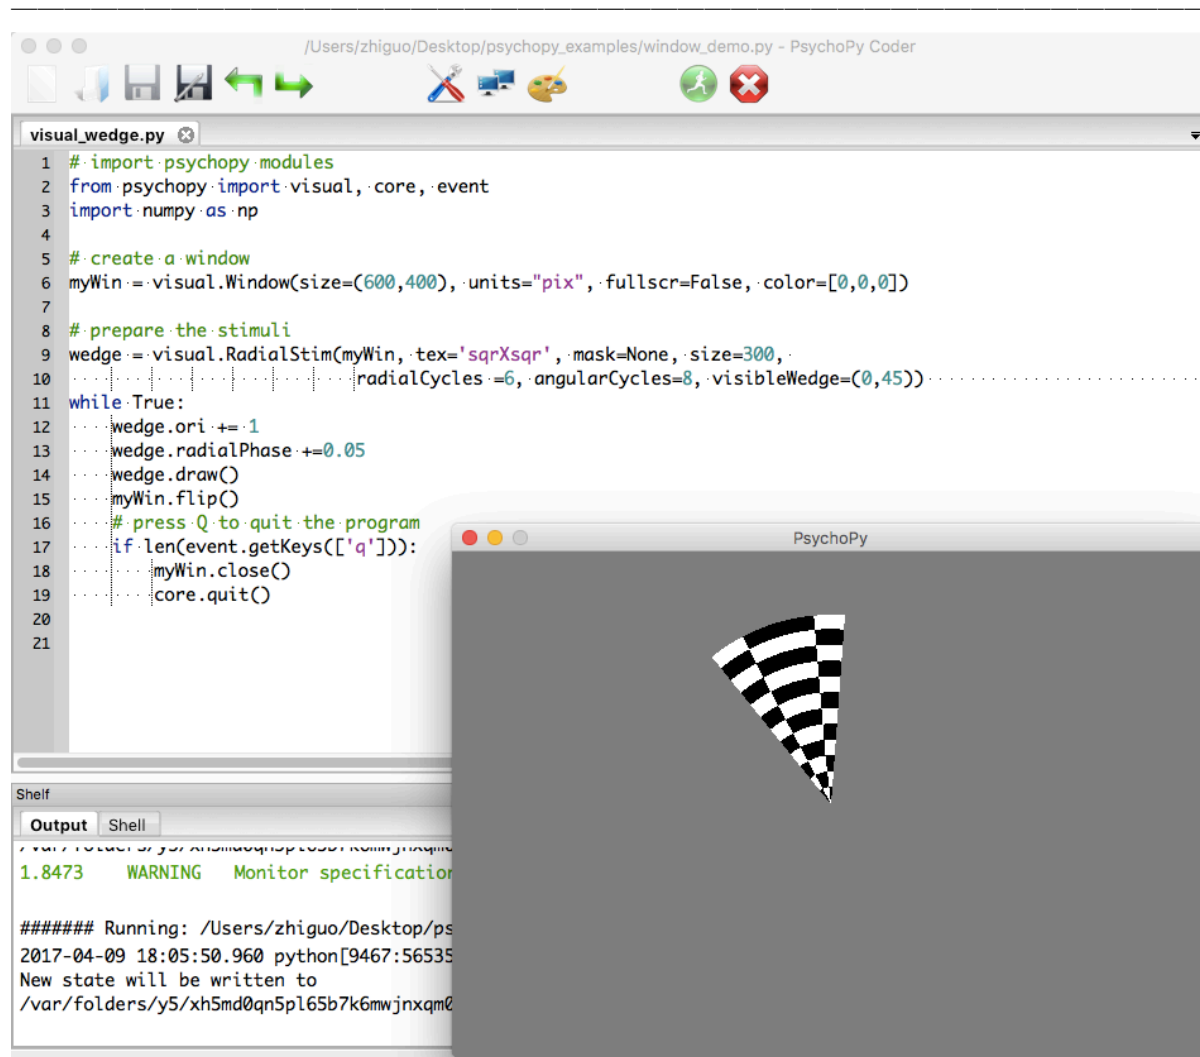 /Users/zhiguo/Desktop/psychopy_examples/window_demo.py - PsychoPy Coder
visual_wedge.py
1 # import psychopy modules
2 from psychopy import visual, core, event
3 import numpy as np
4
5 # create a window
6 myWin = visual.Window(size=(600,400), units="pix", fullscr=False, color=[0,0,0])
7
8 # prepare the stimuli
9 wedge = visual.RadialStim(myWin, tex='sqrXsqr', mask=None, size=300,
10 radialCycles =6, angularCycles=8, visibleWedge=(0,45))
11 while True:
12 wedge.ori += 1
13 wedge.radialPhase +=0.05
14 wedge.draw()
15 myWin.flip()
16 # press Q to quit the program
17 if len(event.getKeys(['q'])):
18 myWin.close()
19 core.quit()
20
21
PsychoPy
Shelf
Output Shell
1.8473 WARNING Monitor specification
####### Running: /Users/zhiguo/Desktop/ps
2017-04-09 18:05:50.960 python[9467:56535
New state will be written to
/var/folders/y5/xh5md0qn5pl65b7k6mwjnxqm0